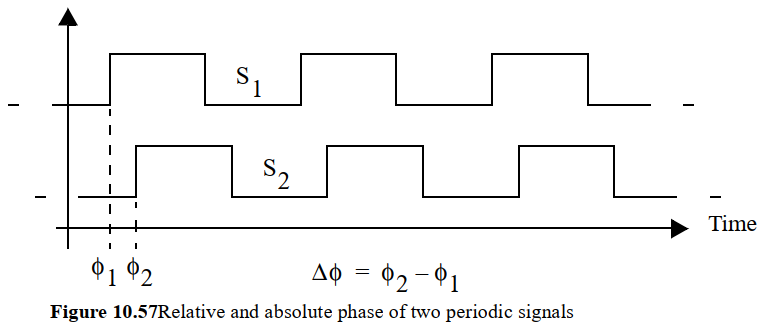 S1
S2
Time
ϕ1 ϕ2
Δϕ = ϕ2 – ϕ1
Figure 10.57Relative and absolute phase of two periodic signals